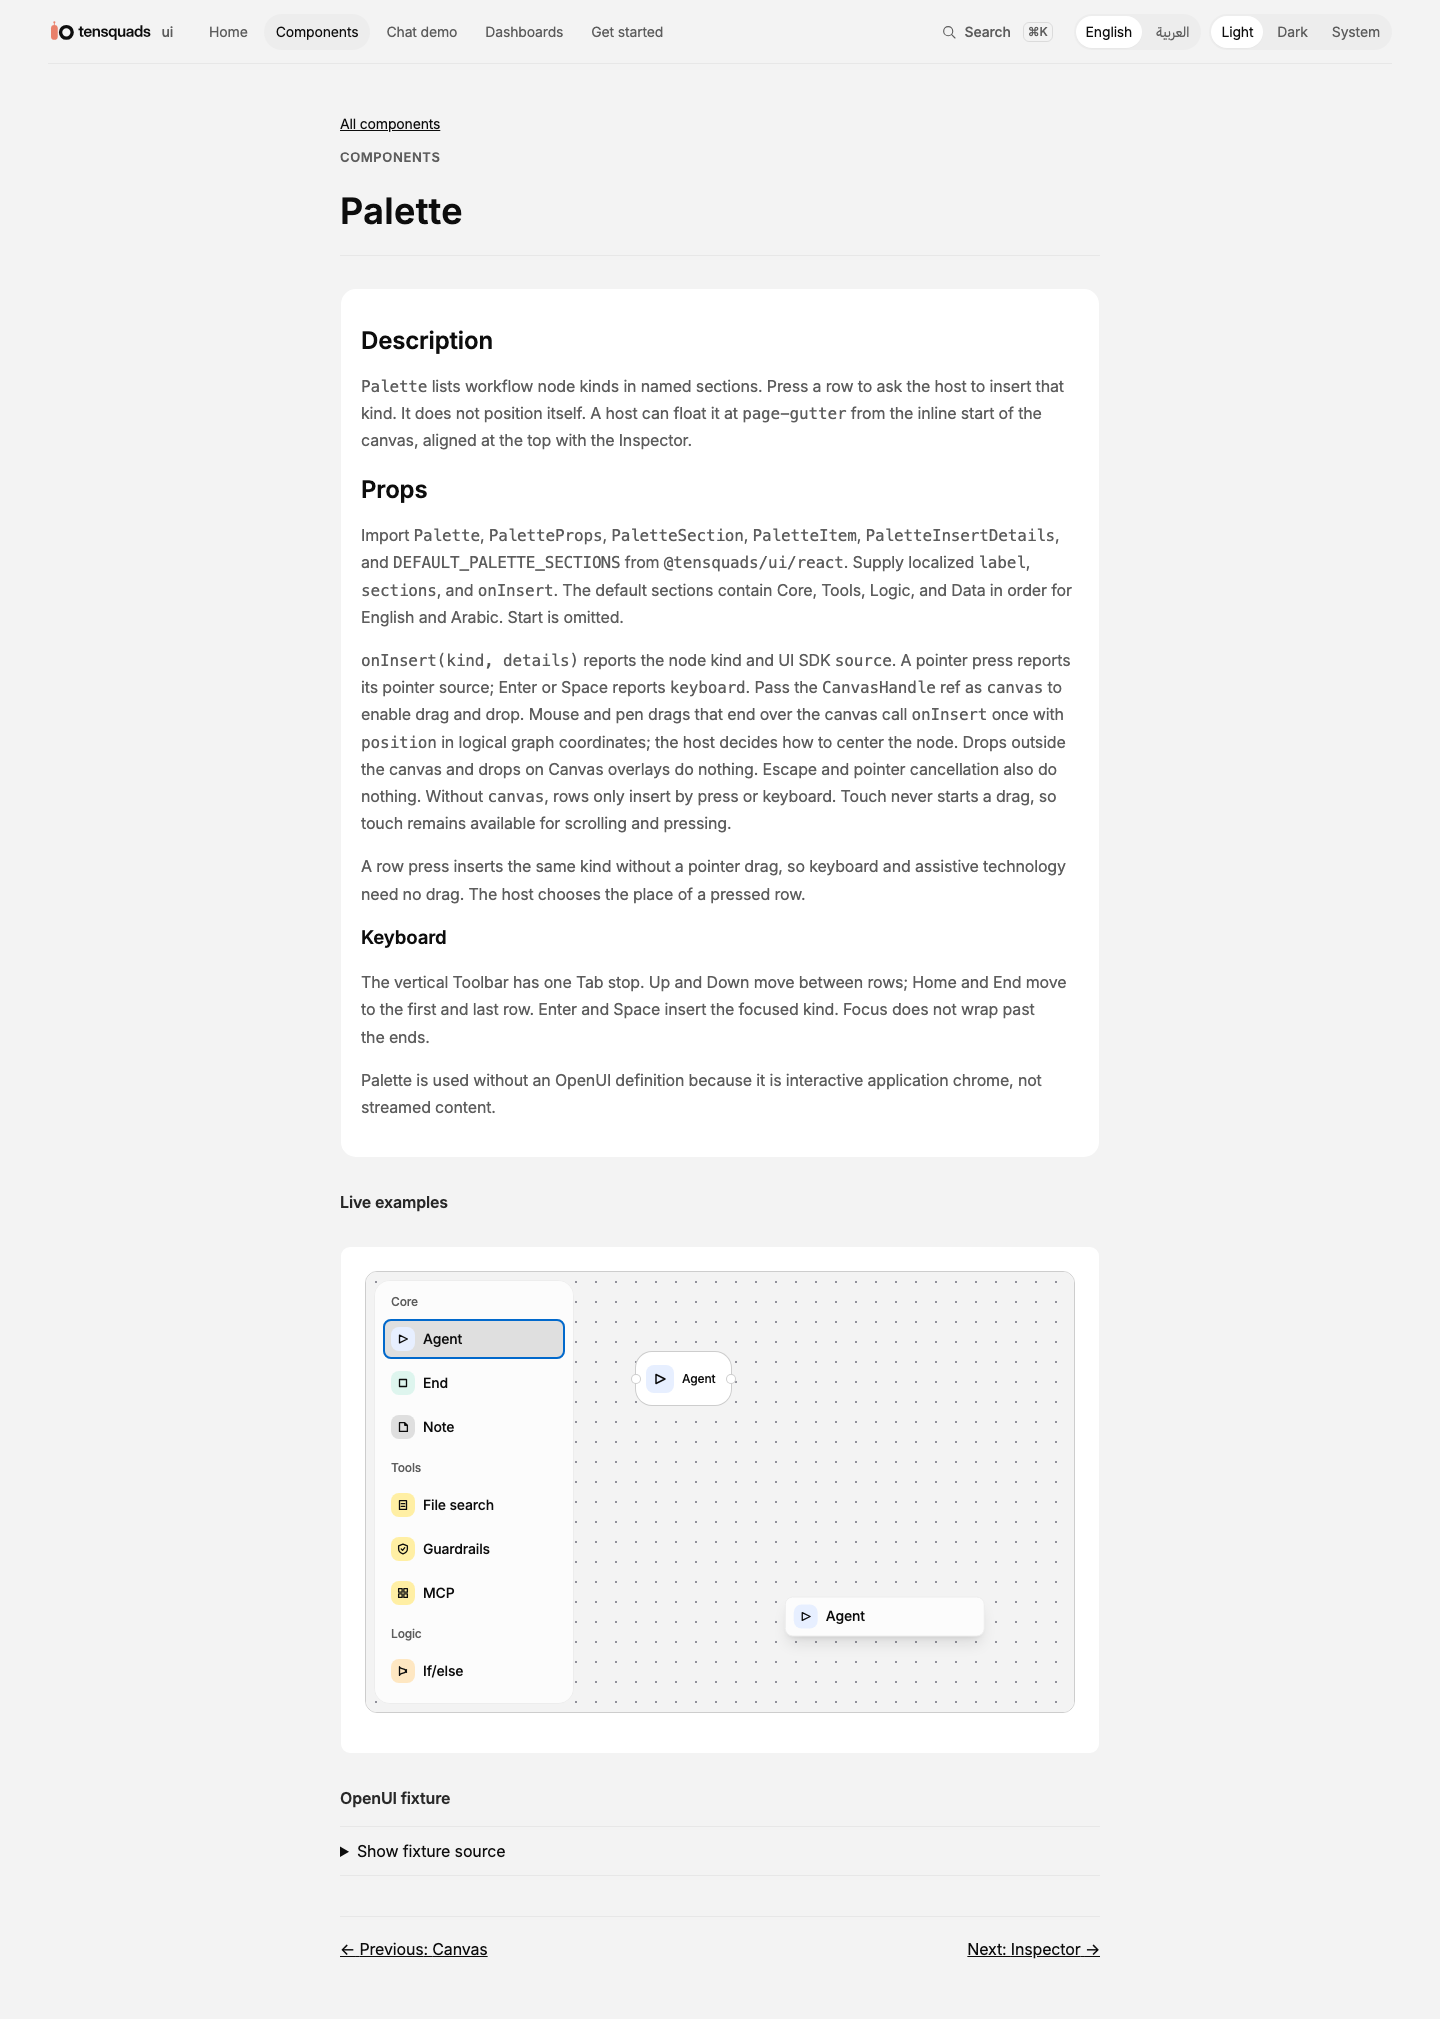 tensquads ui
Home
Components
Chat demo
Dashboards
Get started
Search
⌘K
English
العربية
Light
Dark
System
All components
COMPONENTS
Palette
Description
Palette lists workflow node kinds in named sections. Press a row to ask the host to insert that
kind. It does not position itself. A host can float it at page-gutter from the inline start of the
canvas, aligned at the top with the Inspector.
Props
Import Palette, PaletteProps, PaletteSection, PaletteItem, PaletteInsertDetails,
and DEFAULT_PALETTE_SECTIONS from @tensquads/ui/react. Supply localized label,
sections, and onInsert. The default sections contain Core, Tools, Logic, and Data in order for
English and Arabic. Start is omitted.
onInsert(kind, details) reports the node kind and UI SDK source. A pointer press reports
its pointer source; Enter or Space reports keyboard. Pass the CanvasHandle ref as canvas to
enable drag and drop. Mouse and pen drags that end over the canvas call onInsert once with
position in logical graph coordinates; the host decides how to center the node. Drops outside
the canvas and drops on Canvas overlays do nothing. Escape and pointer cancellation also do
nothing. Without canvas, rows only insert by press or keyboard. Touch never starts a drag, so
touch remains available for scrolling and pressing.
A row press inserts the same kind without a pointer drag, so keyboard and assistive technology
need no drag. The host chooses the place of a pressed row.
Keyboard
The vertical Toolbar has one Tab stop. Up and Down move between rows; Home and End move
to the first and last row. Enter and Space insert the focused kind. Focus does not wrap past
the ends.
Palette is used without an OpenUI definition because it is interactive application chrome, not
streamed content.
Live examples
Core
Agent
End
Note
Tools
File search
Guardrails
MCP
Logic
If/else
Agent
Agent
OpenUI fixture
Show fixture source
← Previous: Canvas
Next: Inspector →